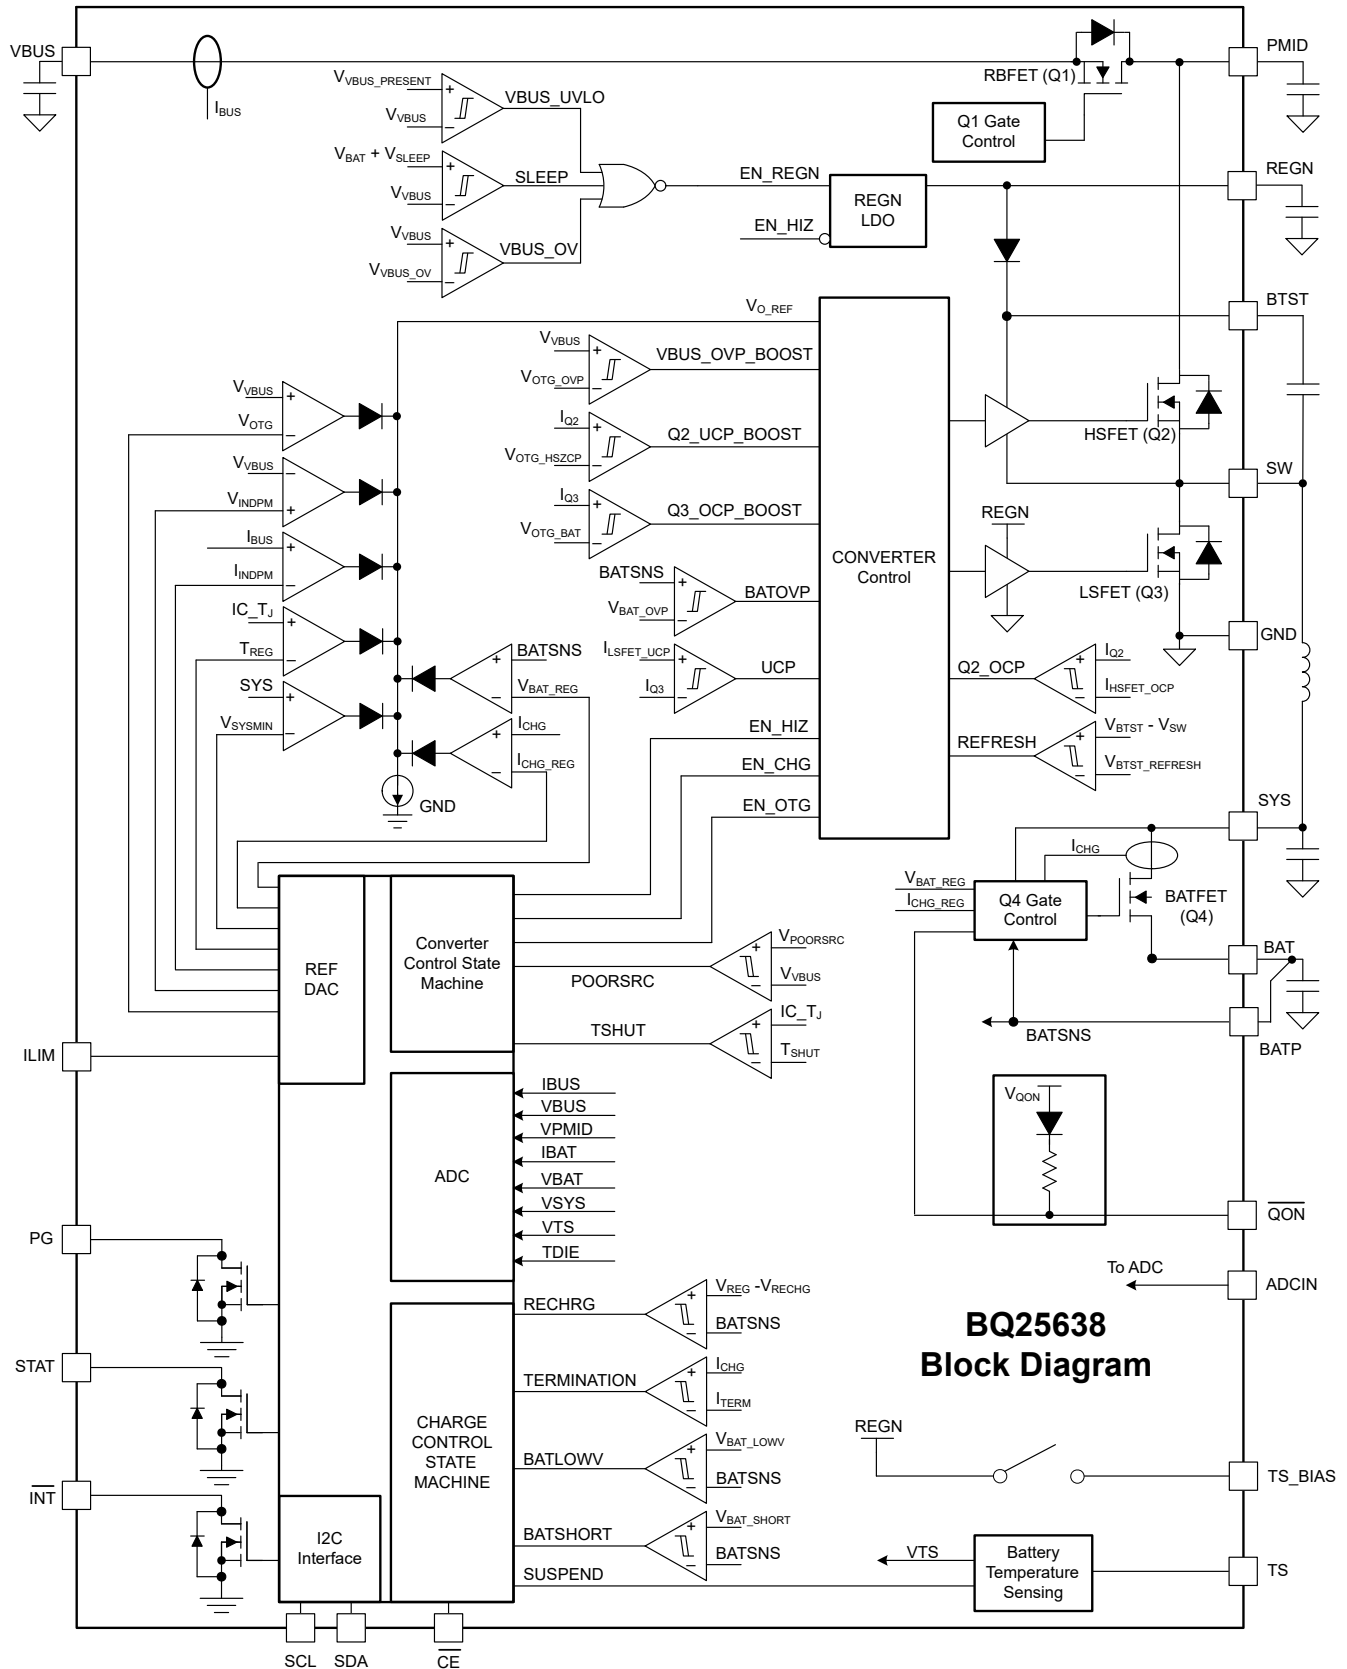 VBUS
I_BUS
RBFET (Q1)
PMID
Q1 Gate
Control
V_VBUS_PRESENT
V_VBUS
VBUS_UVLO
V_BAT + V_SLEEP
V_VBUS
SLEEP
V_VBUS
V_VBUS_OV
VBUS_OV
EN_REGN
EN_HIZ
REGN
LDO
REGN
BTST
V_O_REF
V_VBUS
V_OTG_OVP
VBUS_OVP_BOOST
I_Q2
V_OTG_HSZCP
Q2_UCP_BOOST
I_Q3
V_OTG_BAT
Q3_OCP_BOOST
BATSNS
V_BAT_OVP
BATOVP
I_LSFET_UCP
I_Q3
UCP
EN_HIZ
EN_CHG
EN_OTG
CONVERTER
Control
HSFET (Q2)
SW
REGN
LSFET (Q3)
GND
Q2_OCP
I_Q2
I_HSFET_OCP
REFRESH
V_BTST - V_SW
V_BTST_REFRESH
V_VBUS
V_OTG
V_VBUS
V_INDPM
I_BUS
I_INDPM
IC_T_J
T_REG
SYS
V_SYSMIN
BATSNS
V_BAT_REG
I_CHG
I_CHG_REG
GND
SYS
I_CHG
V_BAT_REG
I_CHG_REG
Q4 Gate
Control
BATFET
(Q4)
BAT
BATSNS
BATP
REF
DAC
Converter
Control State
Machine
POORSRC
V_POORSRC
V_VBUS
TSHUT
IC_T_J
T_SHUT
ILIM
ADC
IBUS
VBUS
VPMID
IBAT
VBAT
VSYS
VTS
TDIE
V_QON
QON
To ADC
ADCIN
PG
STAT
INT
CHARGE
CONTROL
STATE
MACHINE
RECHRG
V_REG -V_RECHG
BATSNS
TERMINATION
I_CHG
I_TERM
BATLOWV
V_BAT_LOWV
BATSNS
BATSHORT
V_BAT_SHORT
BATSNS
SUSPEND
BQ25638
Block Diagram
REGN
TS_BIAS
VTS
Battery
Temperature
Sensing
TS
I2C
Interface
SCL
SDA
CE